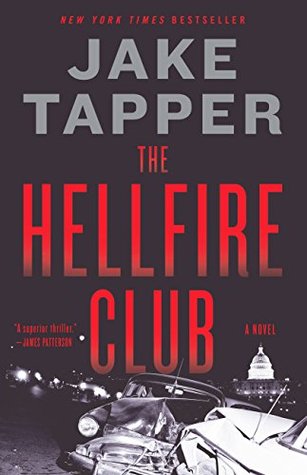 NEW YORK TIMES BESTSELLER
JAKE
TAPPER
THE
HELLFIRE
CLUB
"A superior thriller."
—JAMES PATTERSON
A NOVEL